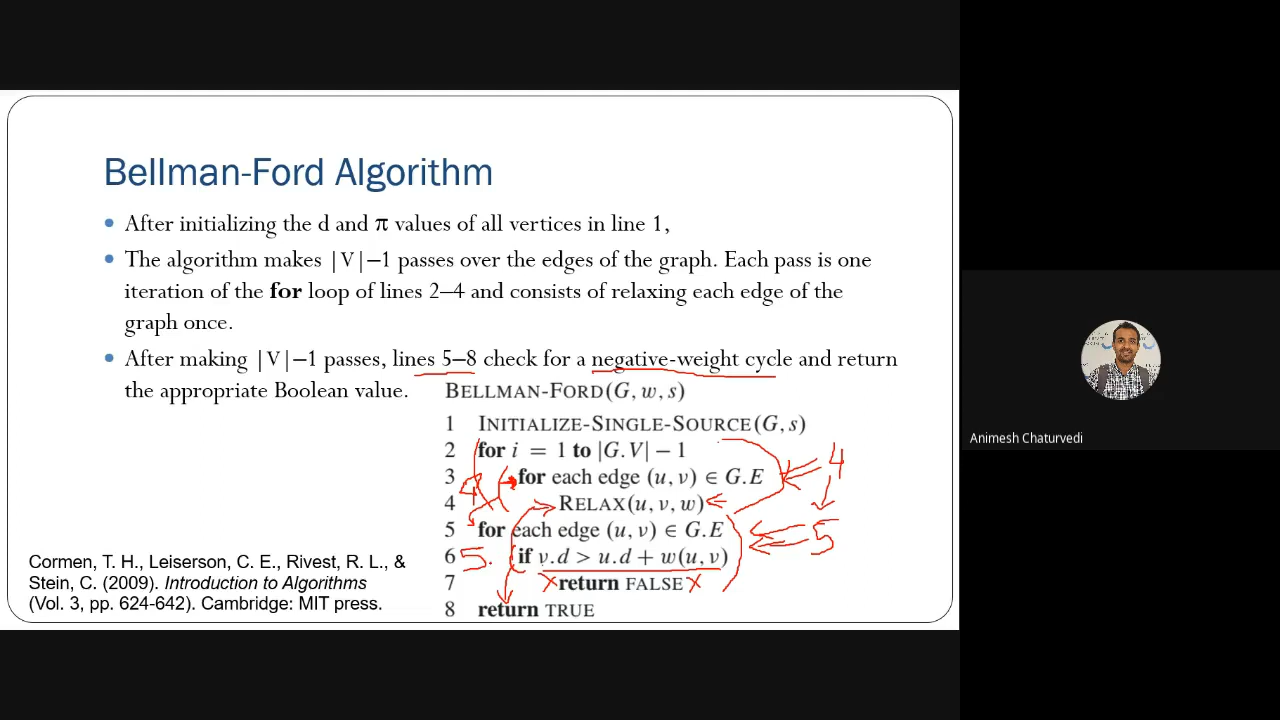 Bellman-Ford Algorithm
• After initializing the d and π values of all vertices in line 1,
• The algorithm makes |V|−1 passes over the edges of the graph. Each pass is one
iteration of the for loop of lines 2–4 and consists of relaxing each edge of the
graph once.
• After making |V|−1 passes, lines 5–8 check for a negative-weight cycle and return
the appropriate Boolean value.
BELLMAN-FORD(G, w, s)
1 INITIALIZE-SINGLE-SOURCE(G, s)
2 for i = 1 to |G.V| − 1
3 for each edge (u, v) ∈ G.E
4 RELAX(u, v, w)
5 for each edge (u, v) ∈ G.E
6 if v.d > u.d + w(u, v)
7 return FALSE
8 return TRUE
4
4
5
5.
Cormen, T. H., Leiserson, C. E., Rivest, R. L., &
Stein, C. (2009). Introduction to Algorithms
(Vol. 3, pp. 624-642). Cambridge: MIT press.
Animesh Chaturvedi